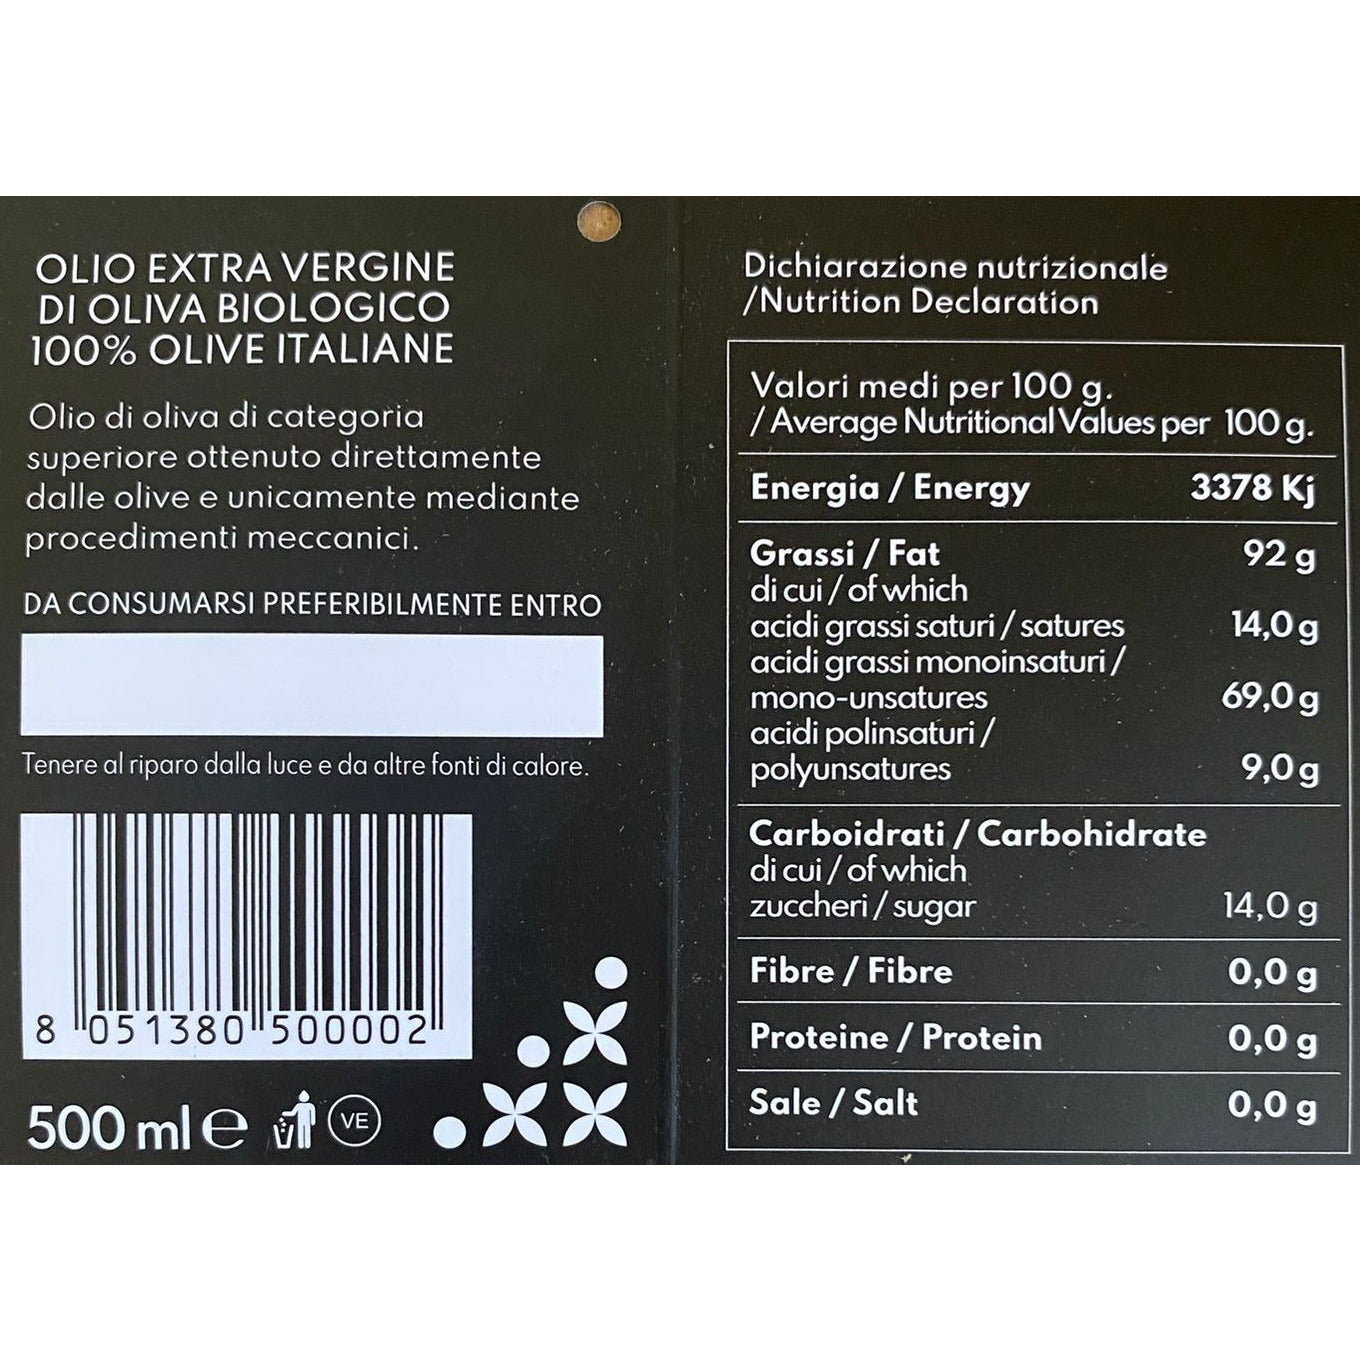 OLIO EXTRA VERGINE
DI OLIVA BIOLOGICO
100% OLIVE ITALIANE
Olio di oliva di categoria
superiore ottenuto direttamente
dalle olive e unicamente mediante
procedimenti meccanici.
DA CONSUMARSI PREFERIBILMENTE ENTRO
Tenere al riparo dalla luce e da altre fonti di calore.
8 051380 500002
500 ml e VE
Dichiarazione nutrizionale
/Nutrition Declaration
Valori medi per 100 g.
/ Average Nutritional Values per 100 g.
Energia / Energy 3378 Kj
Grassi / Fat 92 g
di cui / of which
acidi grassi saturi / satures 14,0 g
acidi grassi monoinsaturi /
mono-unsatures 69,0 g
acidi polinsaturi /
polyunsatures 9,0 g
Carboidrati / Carbohidrate
di cui / of which
zuccheri / sugar 14,0 g
Fibre / Fibre 0,0 g
Proteine / Protein 0,0 g
Sale / Salt 0,0 g